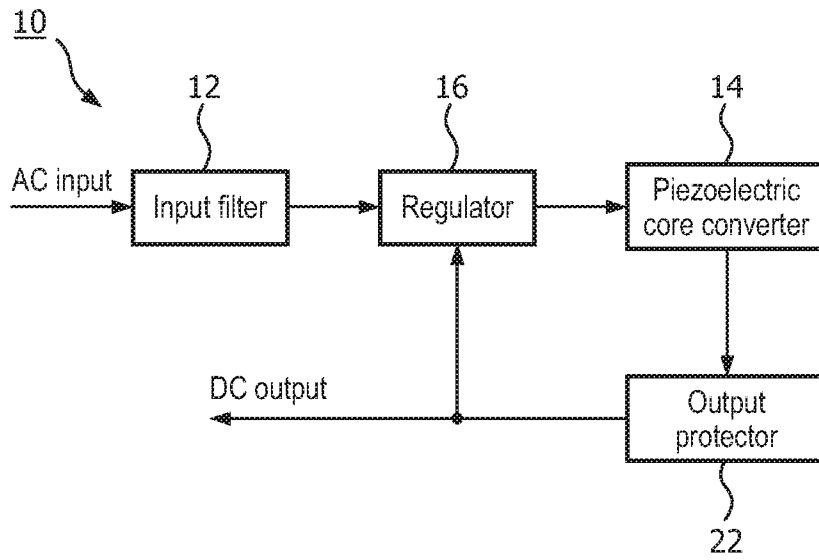 10
12
16
14
AC input
Input filter
Regulator
Piezoelectric
core converter
DC output
Output
protector
22